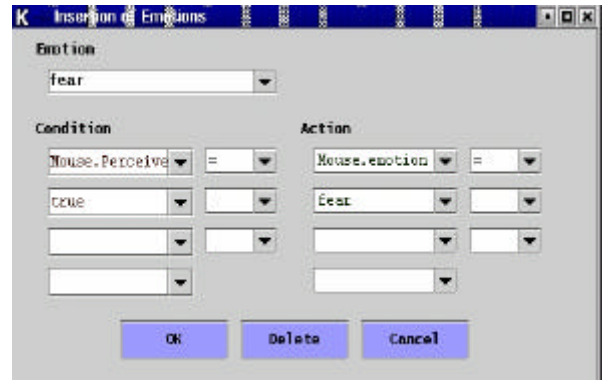 K Insertion of Emotions
Emotion
fear
Condition Action
Mouse.Perceive = Mouse.emotion =
true fear
OK Delete Cancel